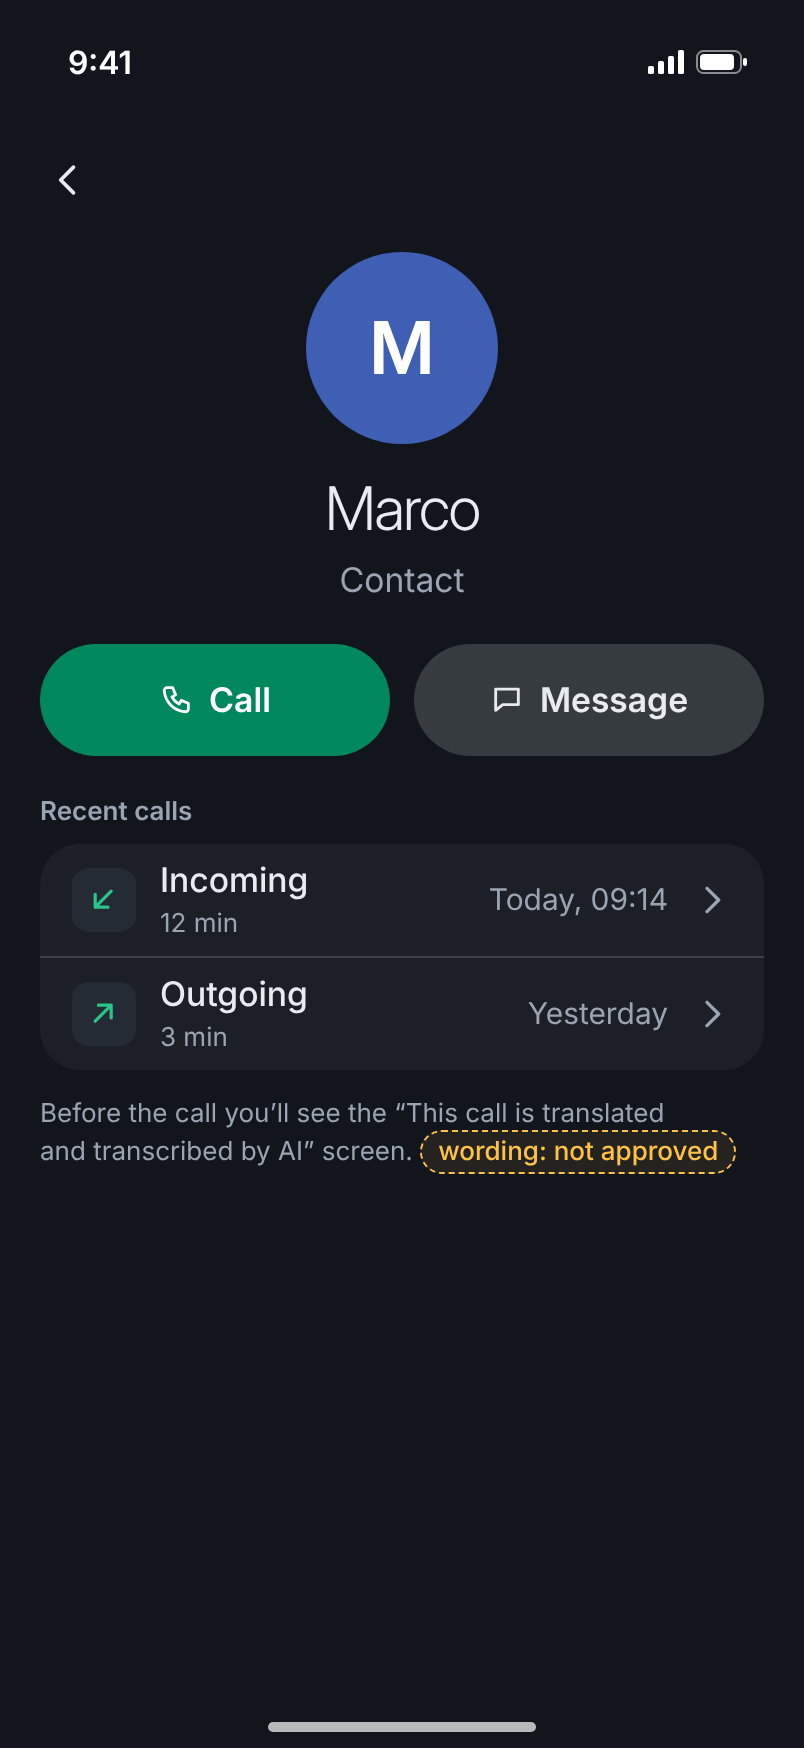 9:41
M
Marco
Contact
Call
Message
Recent calls
Incoming
12 min
Today, 09:14
Outgoing
3 min
Yesterday
Before the call you’ll see the “This call is translated
and transcribed by AI” screen. wording: not approved